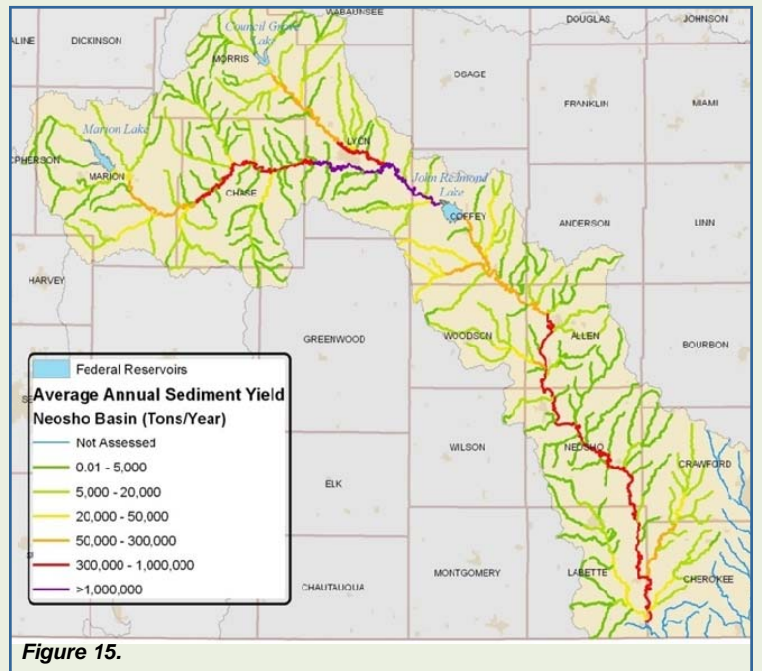 WABAUNSEE
DOUGLAS
JOHNSON
ALINE
DICKINSON
Council Grove
Lake
MORRIS
OSAGE
FRANKLIN
MIAMI
Marion Lake
LYON
CPHERSON
MARION
CHASE
John Redmond
Lake
COFFEY
ANDERSON
LINN
HARVEY
GREENWOOD
WOODSON
ALLEN
BOURBON
Federal Reservoirs
Average Annual Sediment Yield
Neosho Basin (Tons/Year)
Not Assessed
0.01 - 5,000
5,000 - 20,000
20,000 - 50,000
50,000 - 300,000
300,000 - 1,000,000
>1,000,000
WILSON
NEOSHO
CRAWFORD
ELK
CHAUTAUQUA
MONTGOMERY
LABETTE
CHEROKEE
Figure 15.